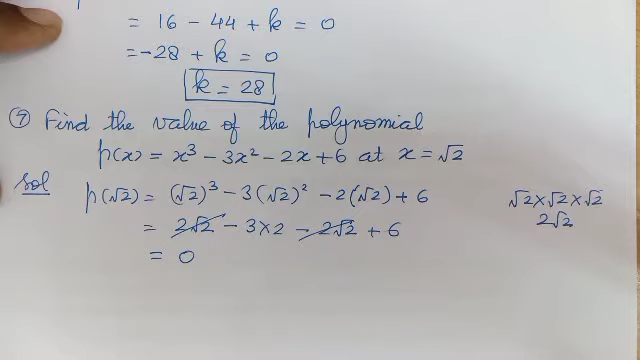 = 16 - 44 + k = 0
= -28 + k = 0
k = 28
⑦ Find the value of the polynomial
p(x) = x³ - 3x² - 2x + 6 at x = √2
Sol
p(√2) = (√2)³ - 3(√2)² - 2(√2) + 6
= 2√2 - 3×2 - 2√2 + 6
= 0
√2×√2×√2
2√2